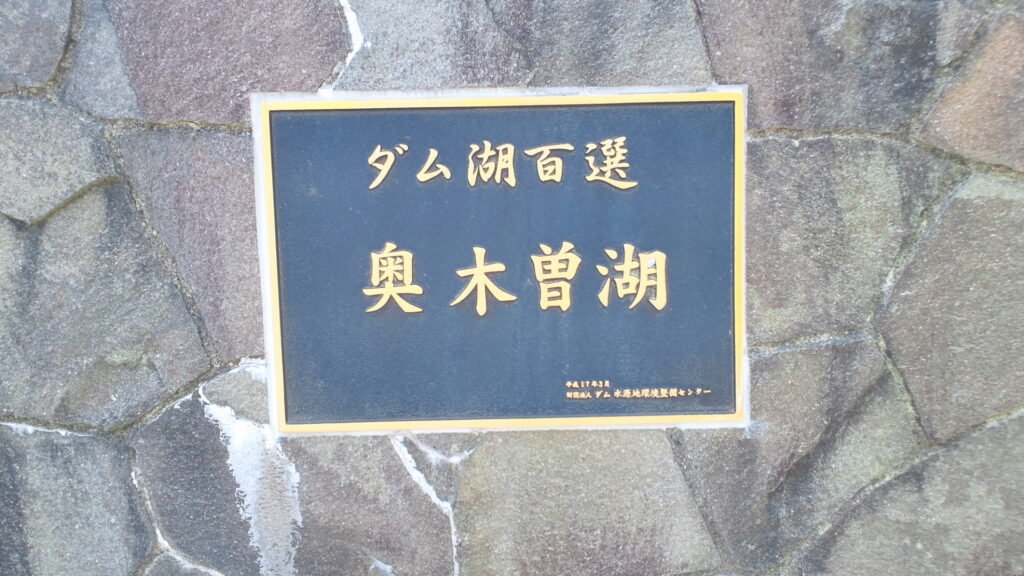 ダム湖百選
奥木曽湖
平成17年3月
財団法人 ダム水源地環境整備センター